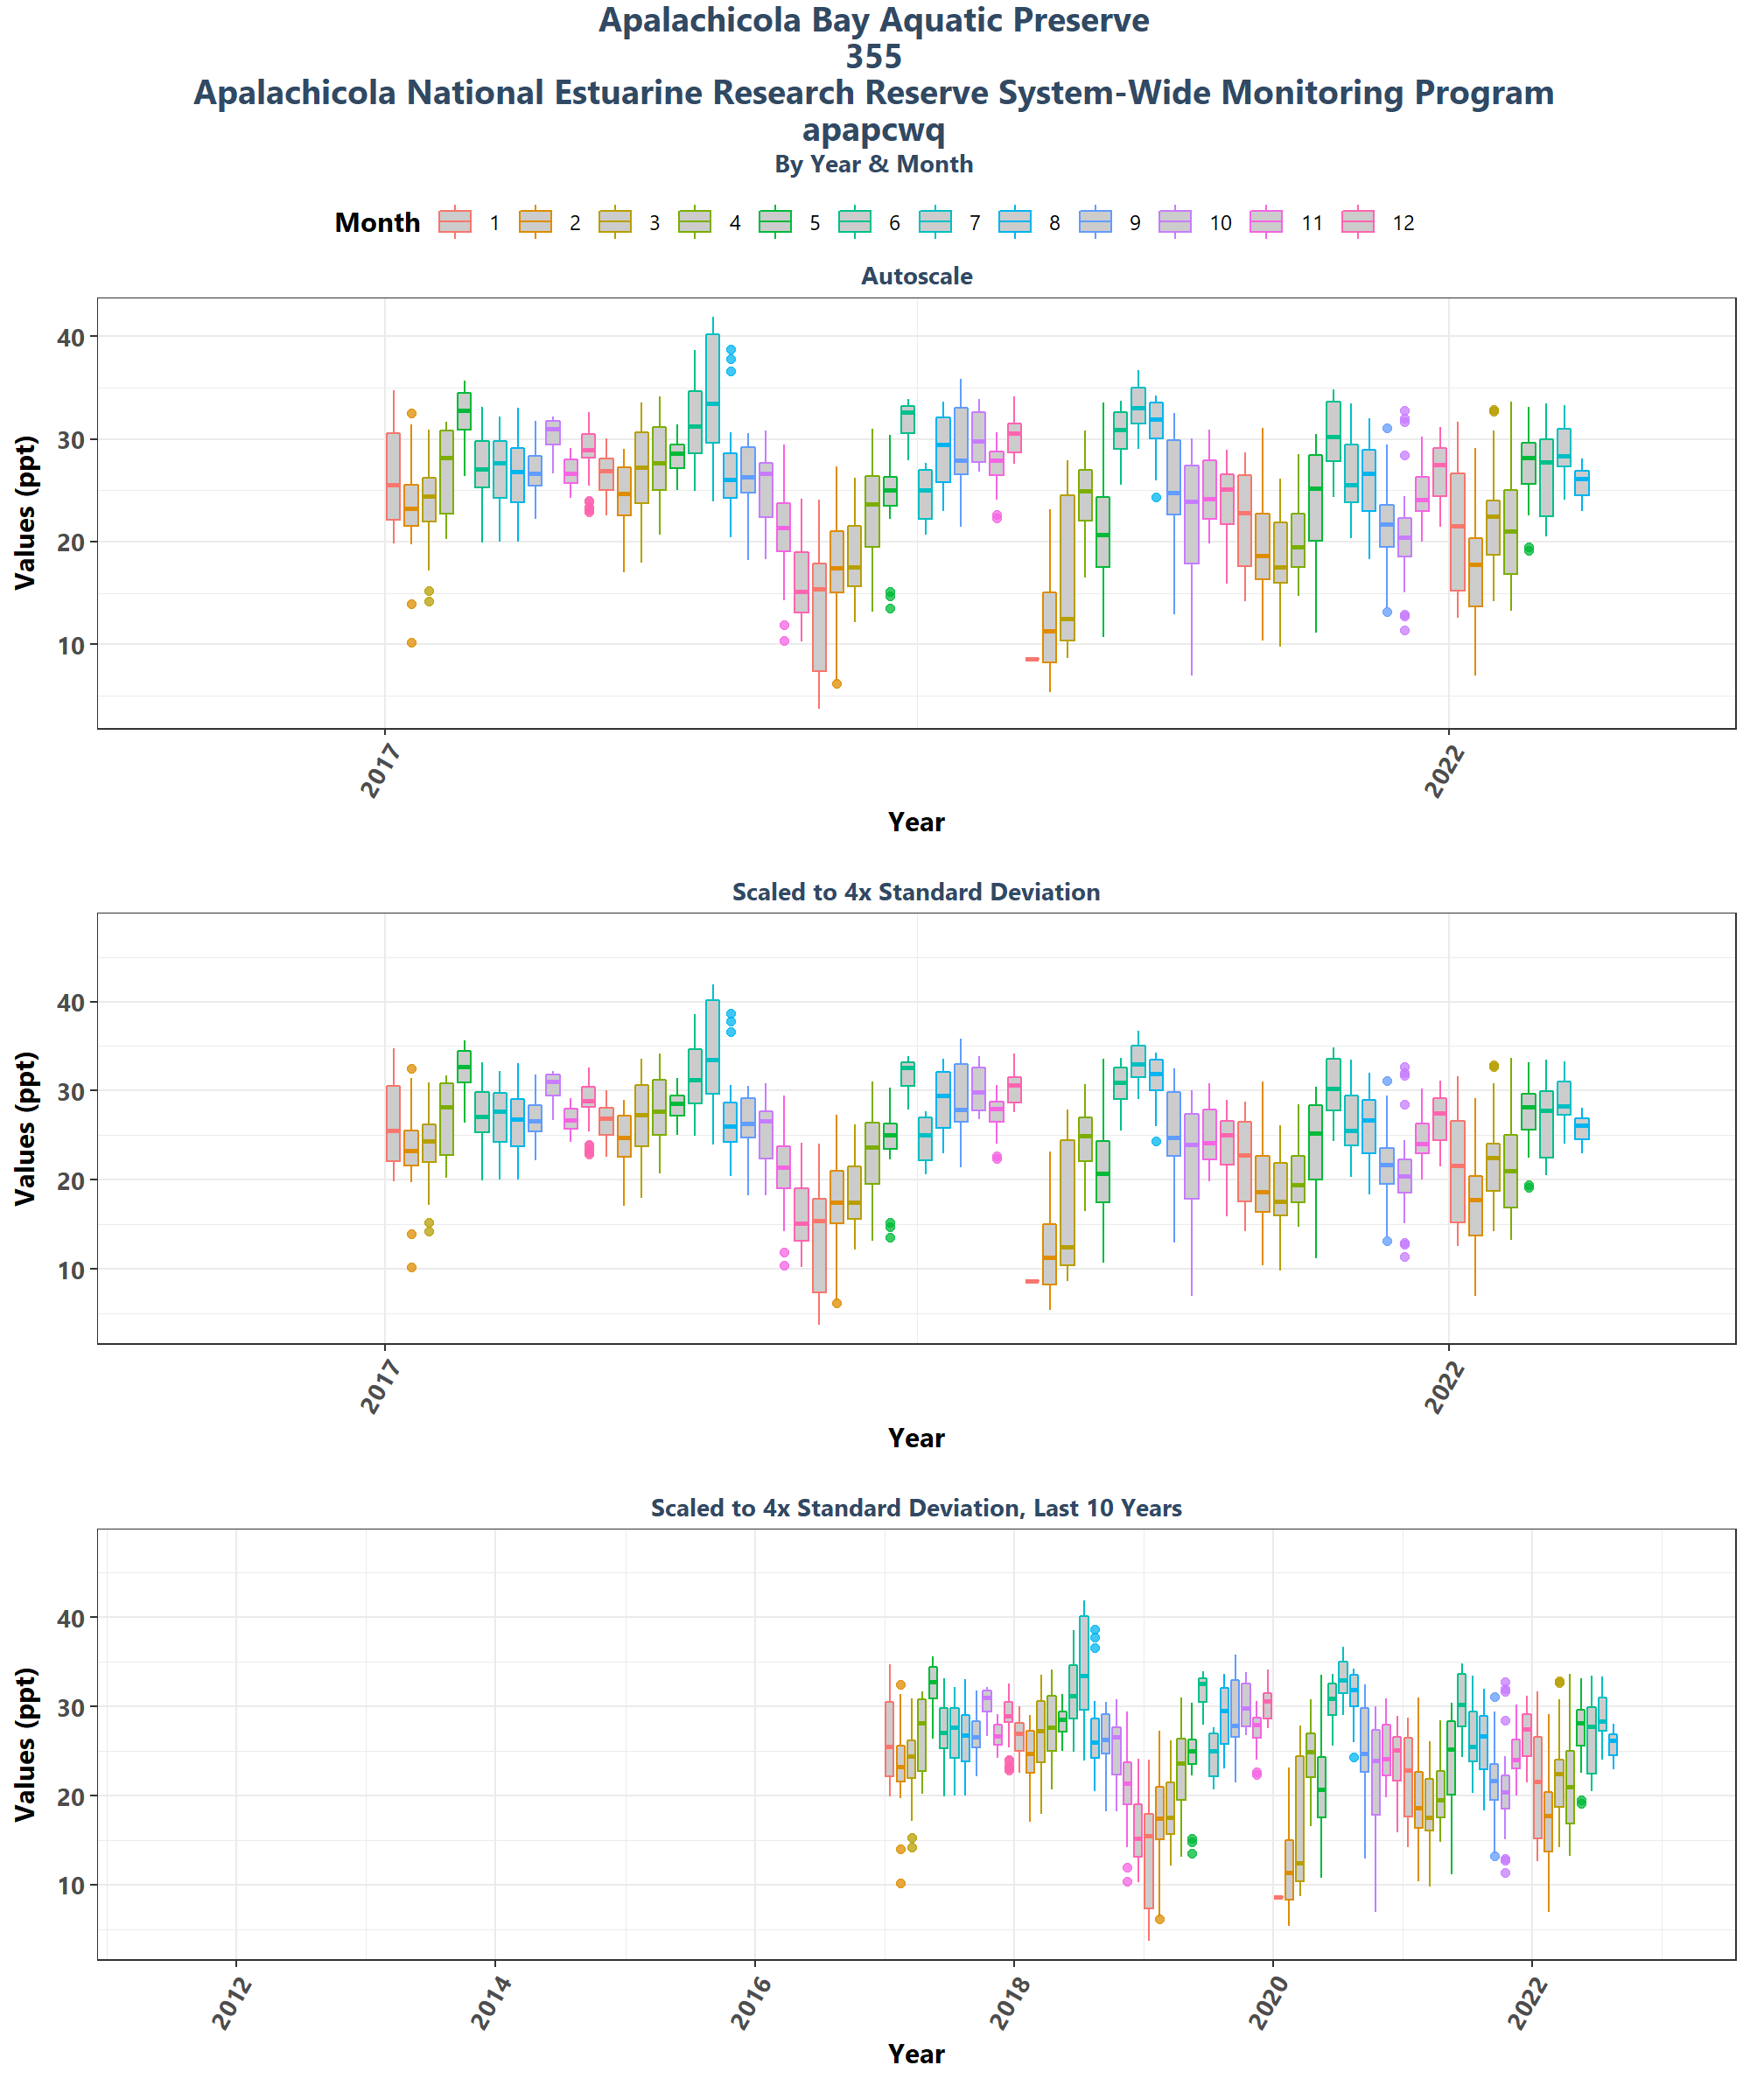 Apalachicola Bay Aquatic Preserve
355
Apalachicola National Estuarine Research Reserve System-Wide Monitoring Program
apapcwq
By Year & Month
Month 1 2 3 4 5 6 7 8 9 10 11 12
Autoscale
Values (ppt)
40
30
20
10
2017 2022
Year
Scaled to 4x Standard Deviation
Values (ppt)
40
30
20
10
2017 2022
Year
Scaled to 4x Standard Deviation, Last 10 Years
Values (ppt)
40
30
20
10
2012 2014 2016 2018 2020 2022
Year